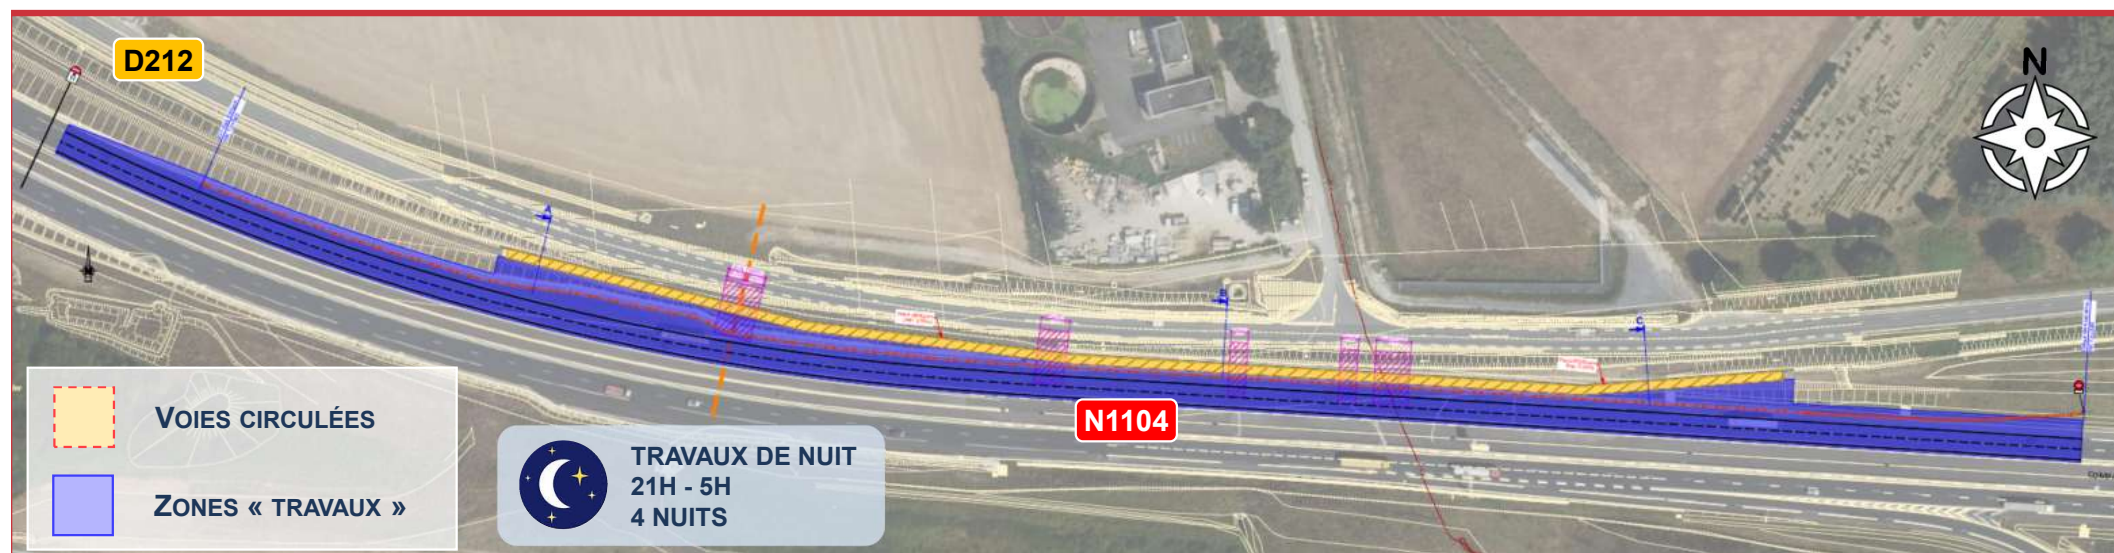 D212
N
A
C
N1104
VOIES CIRCULÉES
ZONES « TRAVAUX »
TRAVAUX DE NUIT
21H - 5H
4 NUITS